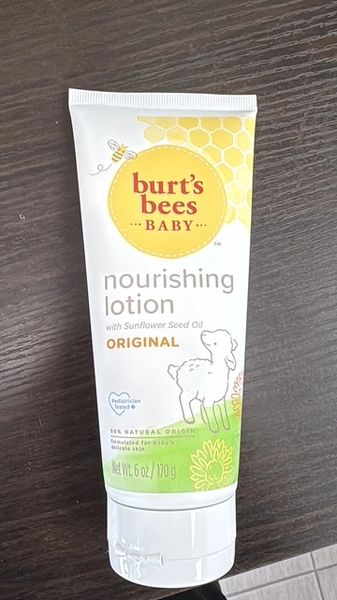 burt's
bees
BABY
TM
nourishing
lotion
with Sunflower Seed Oil
ORIGINAL
Pediatrician
Tested
NATURAL ORIGIN
formulated for baby's
delicate skin
Net Wt. 6 oz / 170 g